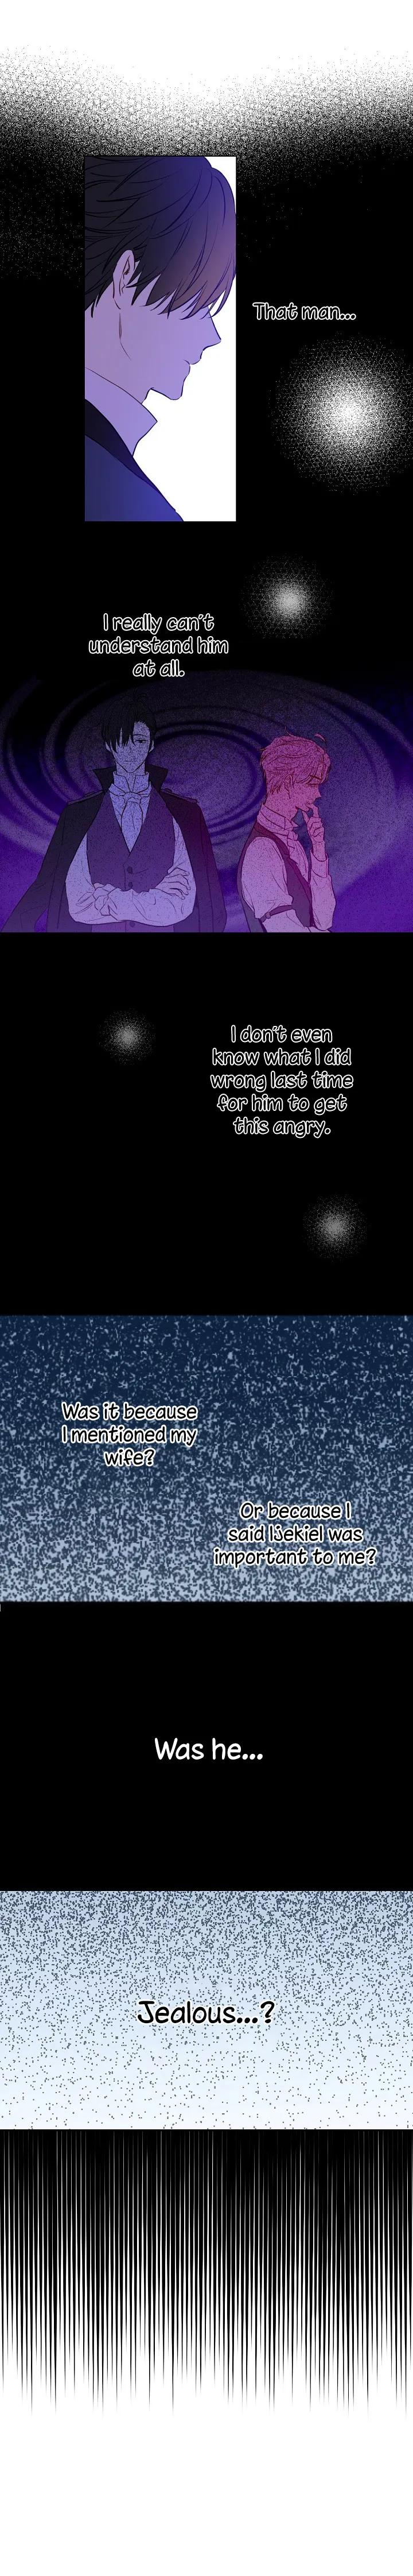 That man...
I really can't
understand him
at all.
I don't even
know what I did
wrong last time
for him to get
this angry.
Was it because
I mentioned my
wife?
Or because I
said Isekiel was
important to me?
Was he...
Jealous...?